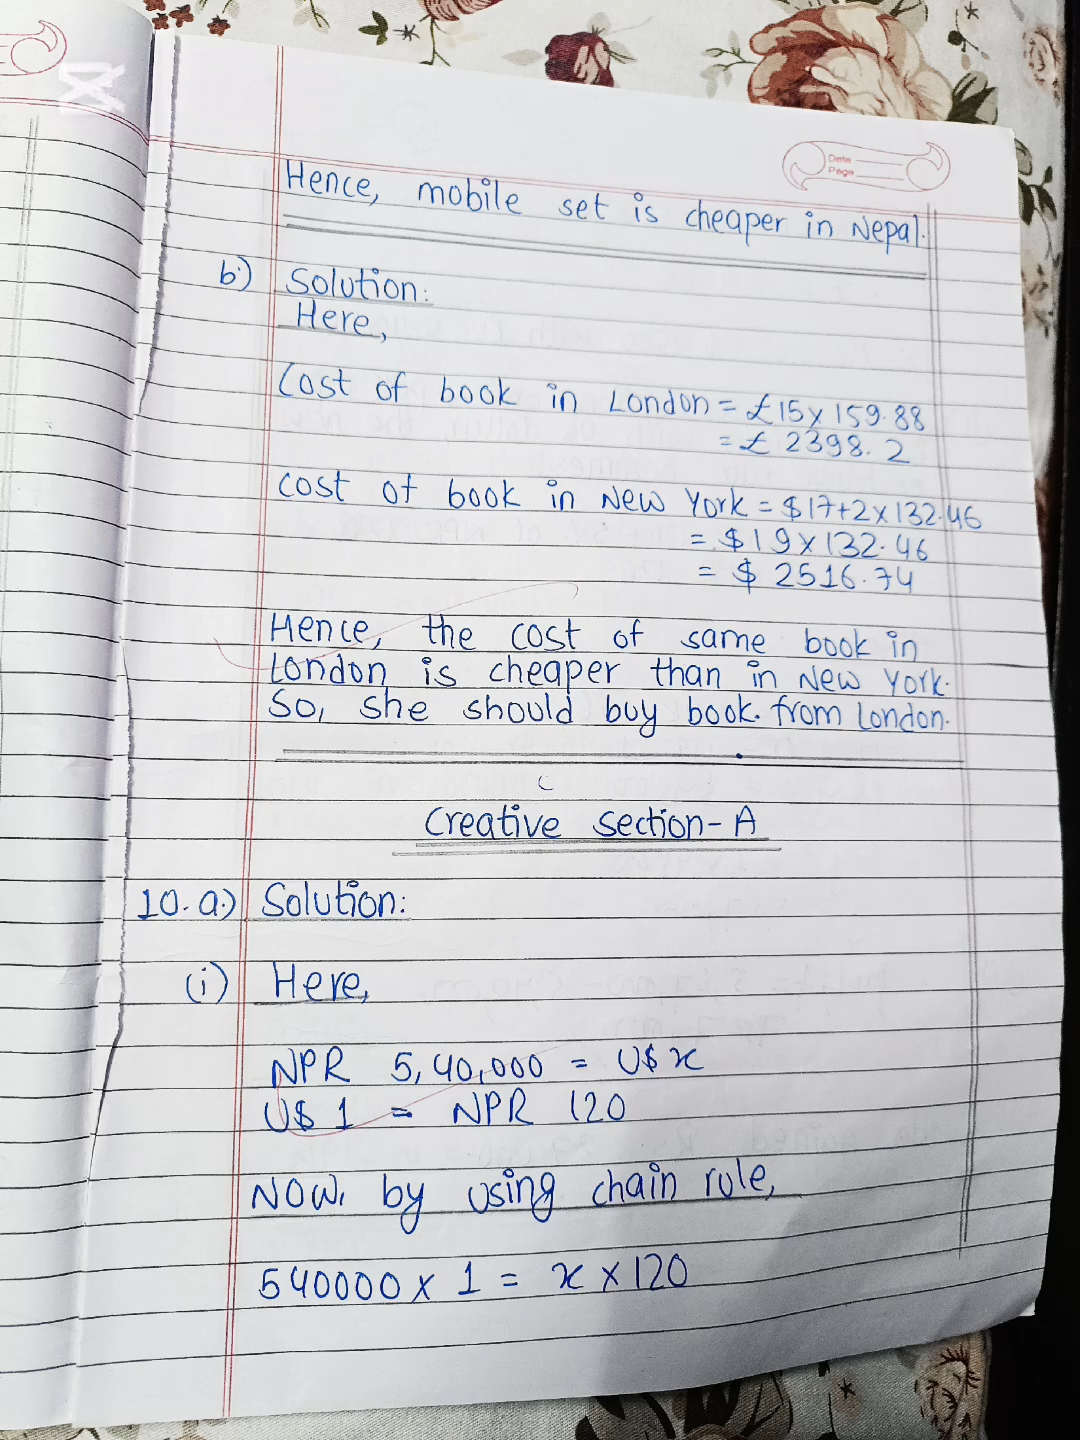 Date
Page
Hence, mobile set is cheaper in Nepal.
b.) Solution:
Here,
Cost of book in London = £15 x 159.88
= £ 2398.2
cost of book in New York = $17+2 x 132.46
= $19 x 132.46
= $ 2516.74
Hence, the cost of same book in
London is cheaper than in New York.
So, she should buy book. from London.
Creative section-A
10.a.) Solution:
(i) Here,
NPR 5,40,000 = U$ x
U$ 1 = NPR 120
Now, by using chain rule,
540000 x 1 = x x 120